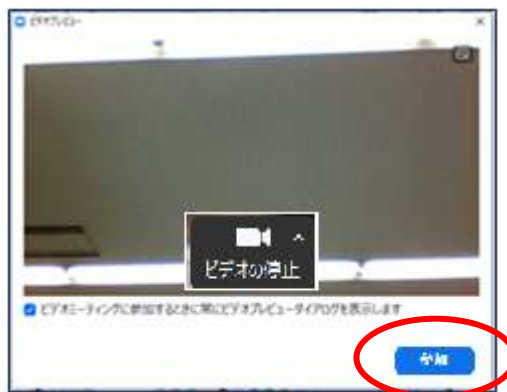 ビデオプレビュー
ビデオの停止
ビデオミーティングに参加するときに常にビデオプレビューダイアログを表示します
参加